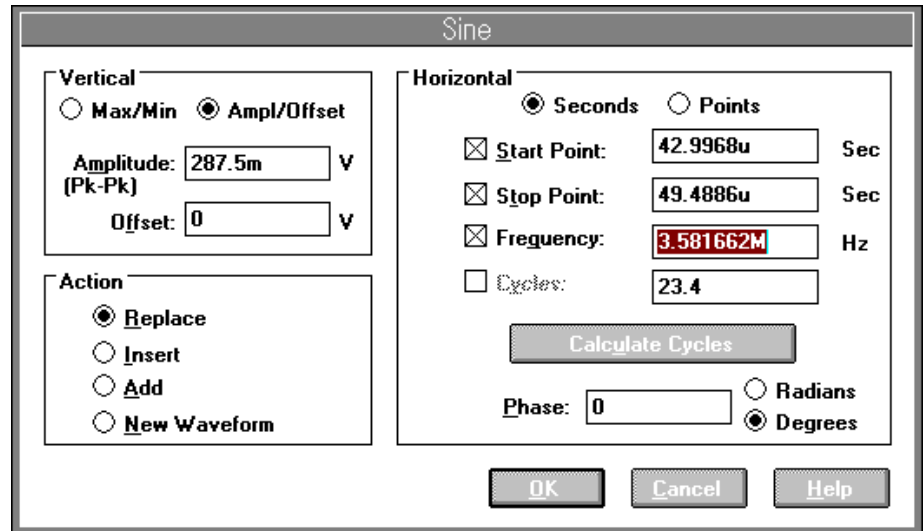 Sine
Vertical
Max/Min Ampl/Offset
Amplitude: 287.5m V
(Pk-Pk)
Offset: 0 V
Action
Replace
Insert
Add
New Waveform
Horizontal
Seconds Points
Start Point: 42.9968u Sec
Stop Point: 49.4886u Sec
Freguency: 3.581662M Hz
Cycles: 23.4
Calculate Cycles
Phase: 0
Radians
Degrees
OK Cancel Help